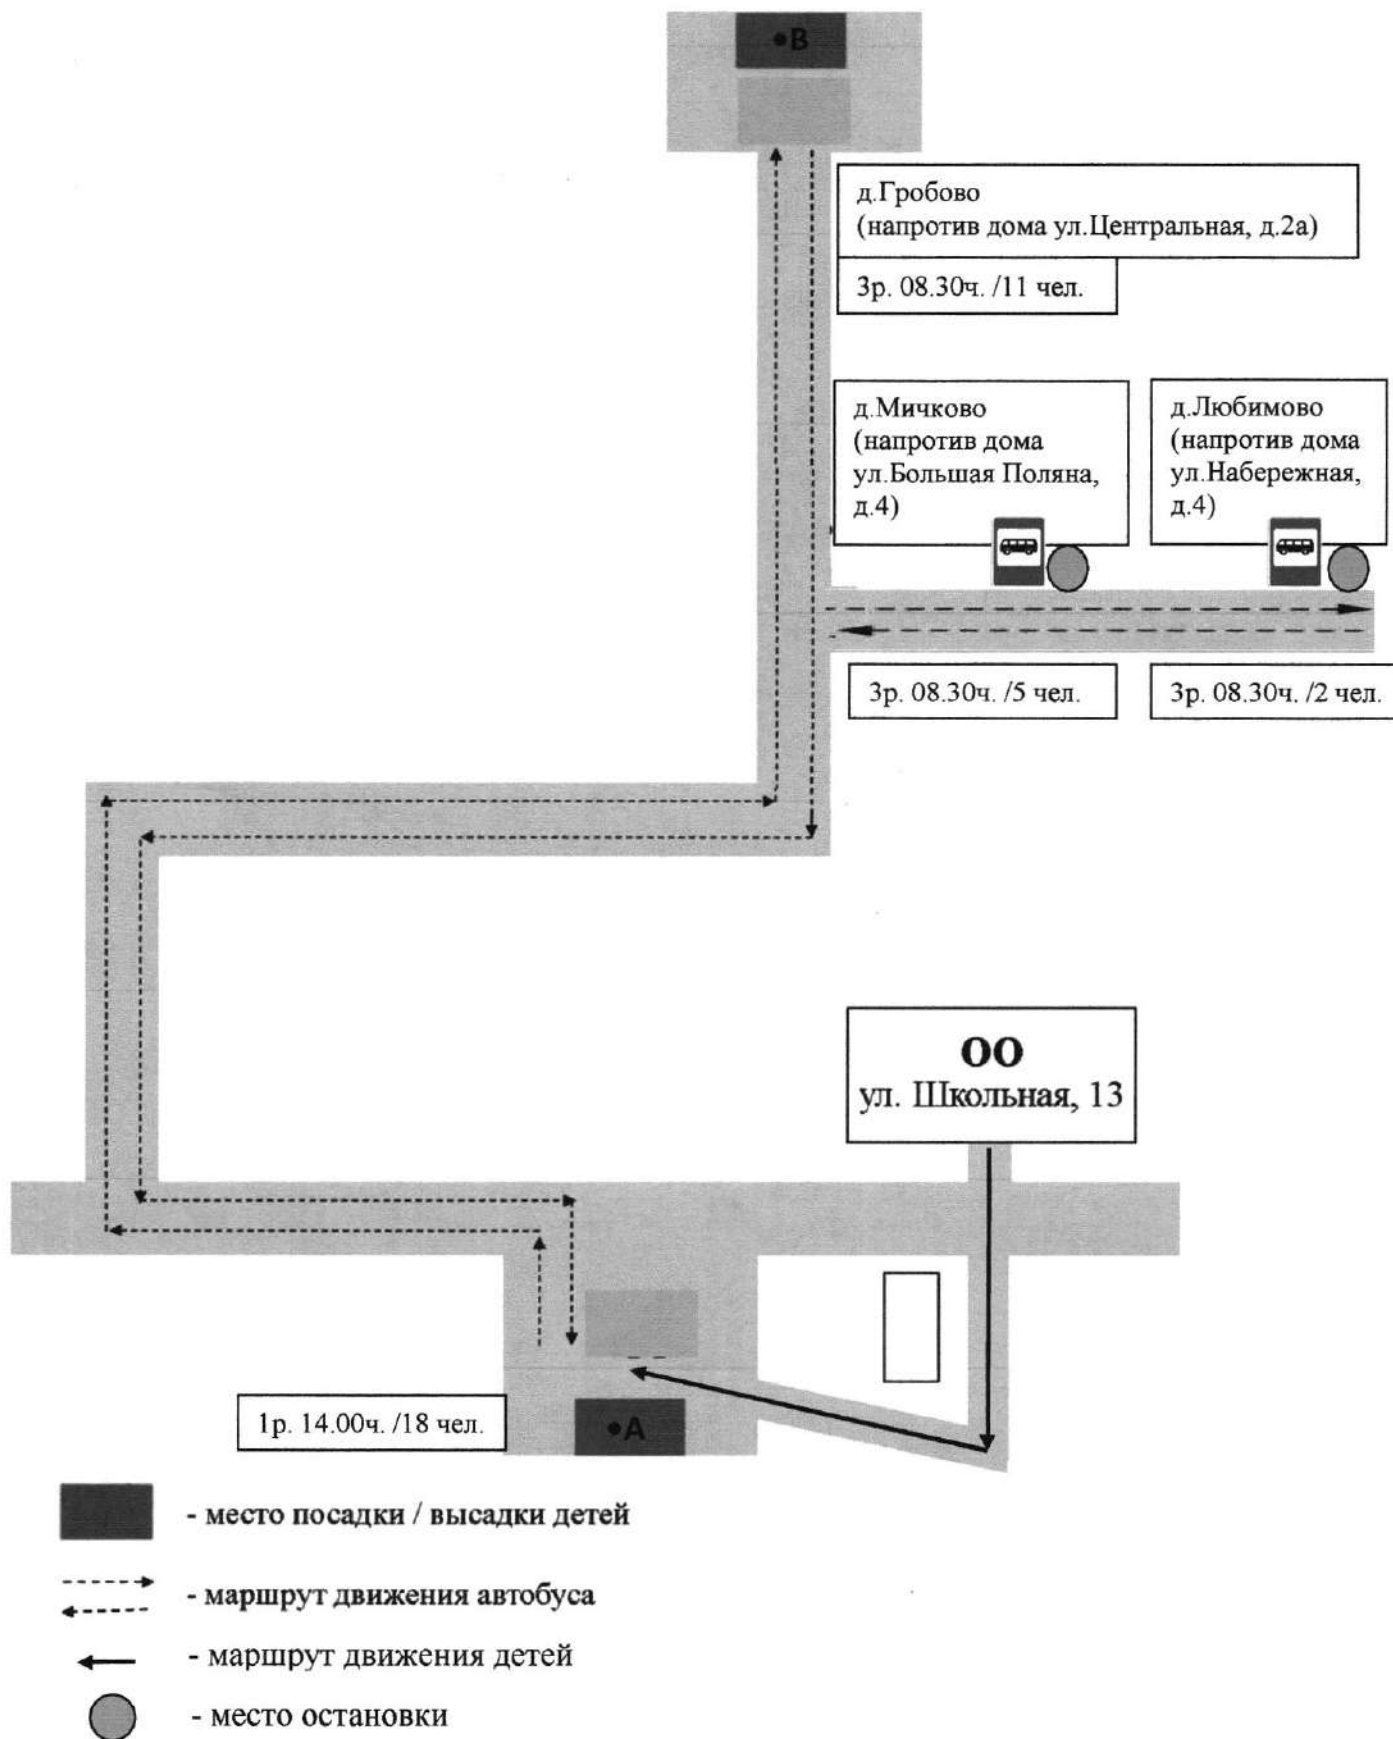 •В
д.Гробово
(напротив дома ул.Центральная, д.2а)
3р. 08.30ч. /11 чел.
д.Мичково
(напротив дома
ул.Большая Поляна,
д.4)
д.Любимово
(напротив дома
ул.Набережная,
д.4)
3р. 08.30ч. /5 чел.
3р. 08.30ч. /2 чел.
ОО
ул. Школьная, 13
1р. 14.00ч. /18 чел.
•А
- место посадки / высадки детей
- маршрут движения автобуса
- маршрут движения детей
- место остановки